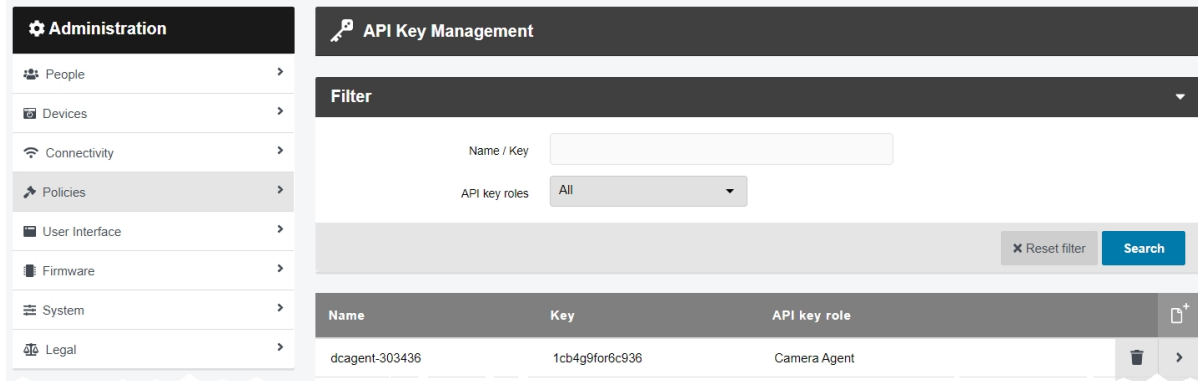 Administration
People
Devices
Connectivity
Policies
User Interface
Firmware
System
Legal
API Key Management
Filter
Name / Key
API key roles All
Reset filter Search
Name Key API key role
dcagent-303436 1cb4g9for6c936 Camera Agent